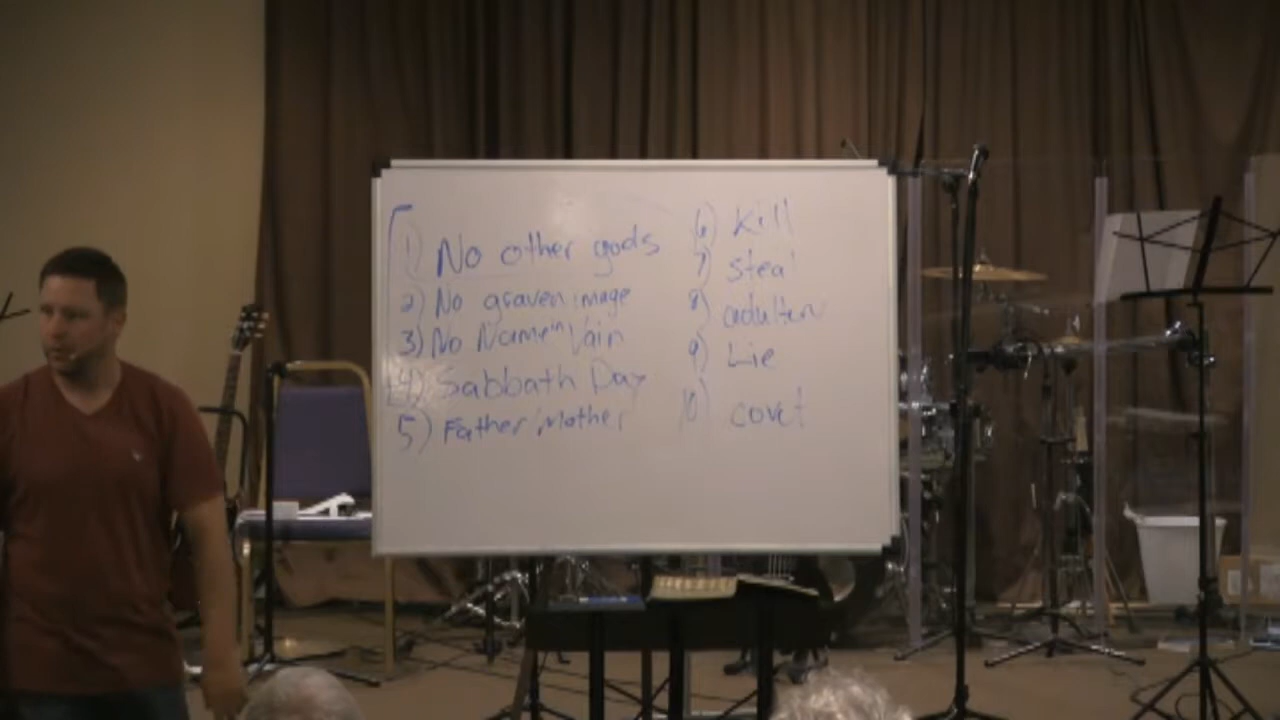 1) No other gods
2) No graven image
3) No Name in Vain
4) Sabbath Day
5) Father/Mother
6) Kill
7) steal
8) adultery
9) Lie
10) covet